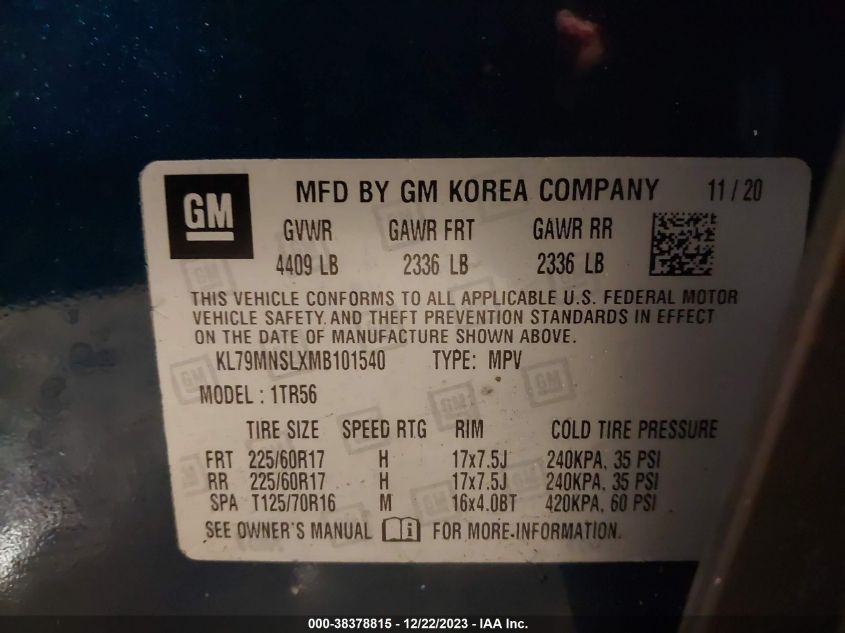 GM MFD BY GM KOREA COMPANY 11/20
GVWR GAWR FRT GAWR RR
4409 LB 2336 LB 2336 LB
THIS VEHICLE CONFORMS TO ALL APPLICABLE U.S. FEDERAL MOTOR
VEHICLE SAFETY, AND THEFT PREVENTION STANDARDS IN EFFECT
ON THE DATE OF MANUFACTURE SHOWN ABOVE.
KL79MNSLXMB101540 TYPE: MPV
MODEL : 1TR56
TIRE SIZE SPEED RTG RIM COLD TIRE PRESSURE
FRT 225/60R17 H 17x7.5J 240KPA, 35 PSI
RR 225/60R17 H 17x7.5J 240KPA, 35 PSI
SPA T125/70R16 M 16x4.0BT 420KPA, 60 PSI
SEE OWNER'S MANUAL i FOR MORE-INFORMATION.
000-38378815 - 12/22/2023 - IAA Inc.